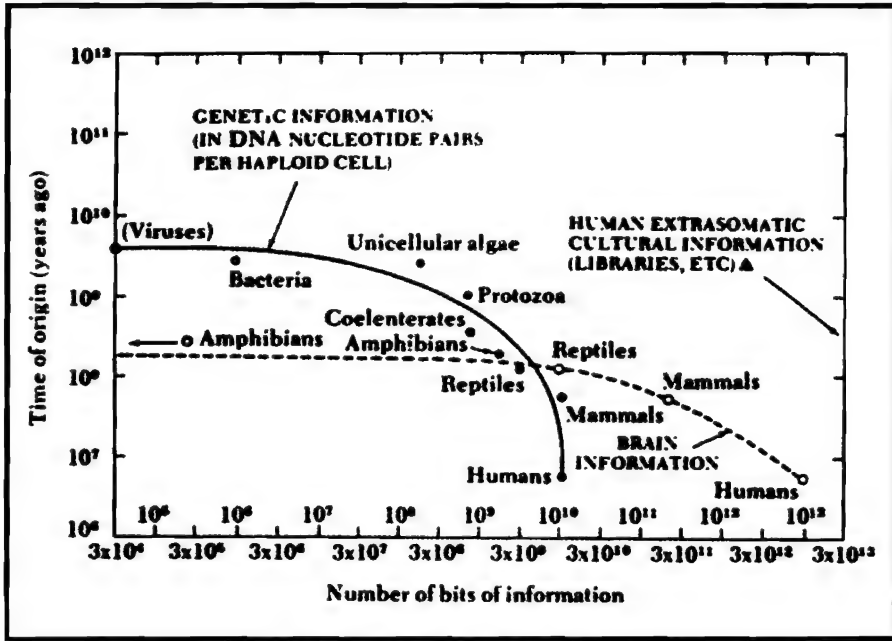 10¹²
10¹¹
10¹⁰
10⁹
10⁸
10⁷
10⁶
Time of origin (years ago)
GENETIC INFORMATION
(IN DNA NUCLEOTIDE PAIRS
PER HAPLOID CELL)
(Viruses)
Bacteria
Unicellular algae
Protozoa
Coelenterates
Amphibians
Amphibians
Reptiles
Reptiles
Mammals
Mammals
Humans
Humans
HUMAN EXTRASOMATIC
CULTURAL INFORMATION
(LIBRARIES, ETC) ▲
BRAIN
INFORMATION
10⁵ 10⁶ 10⁷ 10⁸ 10⁹ 10¹⁰ 10¹¹ 10¹² 10¹³
3x10⁵ 3x10⁶ 3x10⁷ 3x10⁸ 3x10⁹ 3x10¹⁰ 3x10¹¹ 3x10¹² 3x10¹³
Number of bits of information